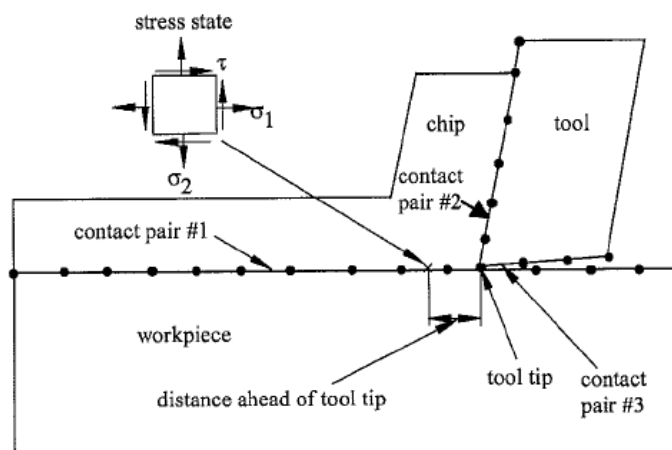 stress state
τ
σ1
σ2
chip
tool
contact
pair #2
contact pair #1
workpiece
distance ahead of tool tip
tool tip
contact
pair #3